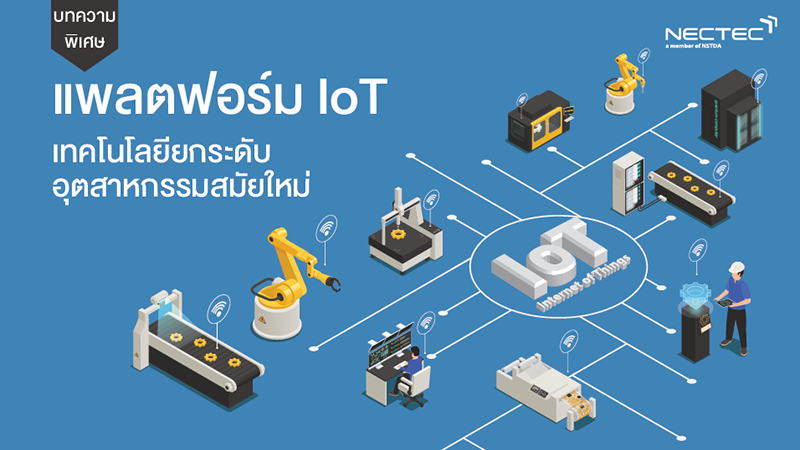 บทความ
พิเศษ
NECTEC
a member of NSTDA
แพลตฟอร์ม IoT
เทคโนโลยียกระดับ
อุตสาหกรรมสมัยใหม่
IoT
Internet of Things